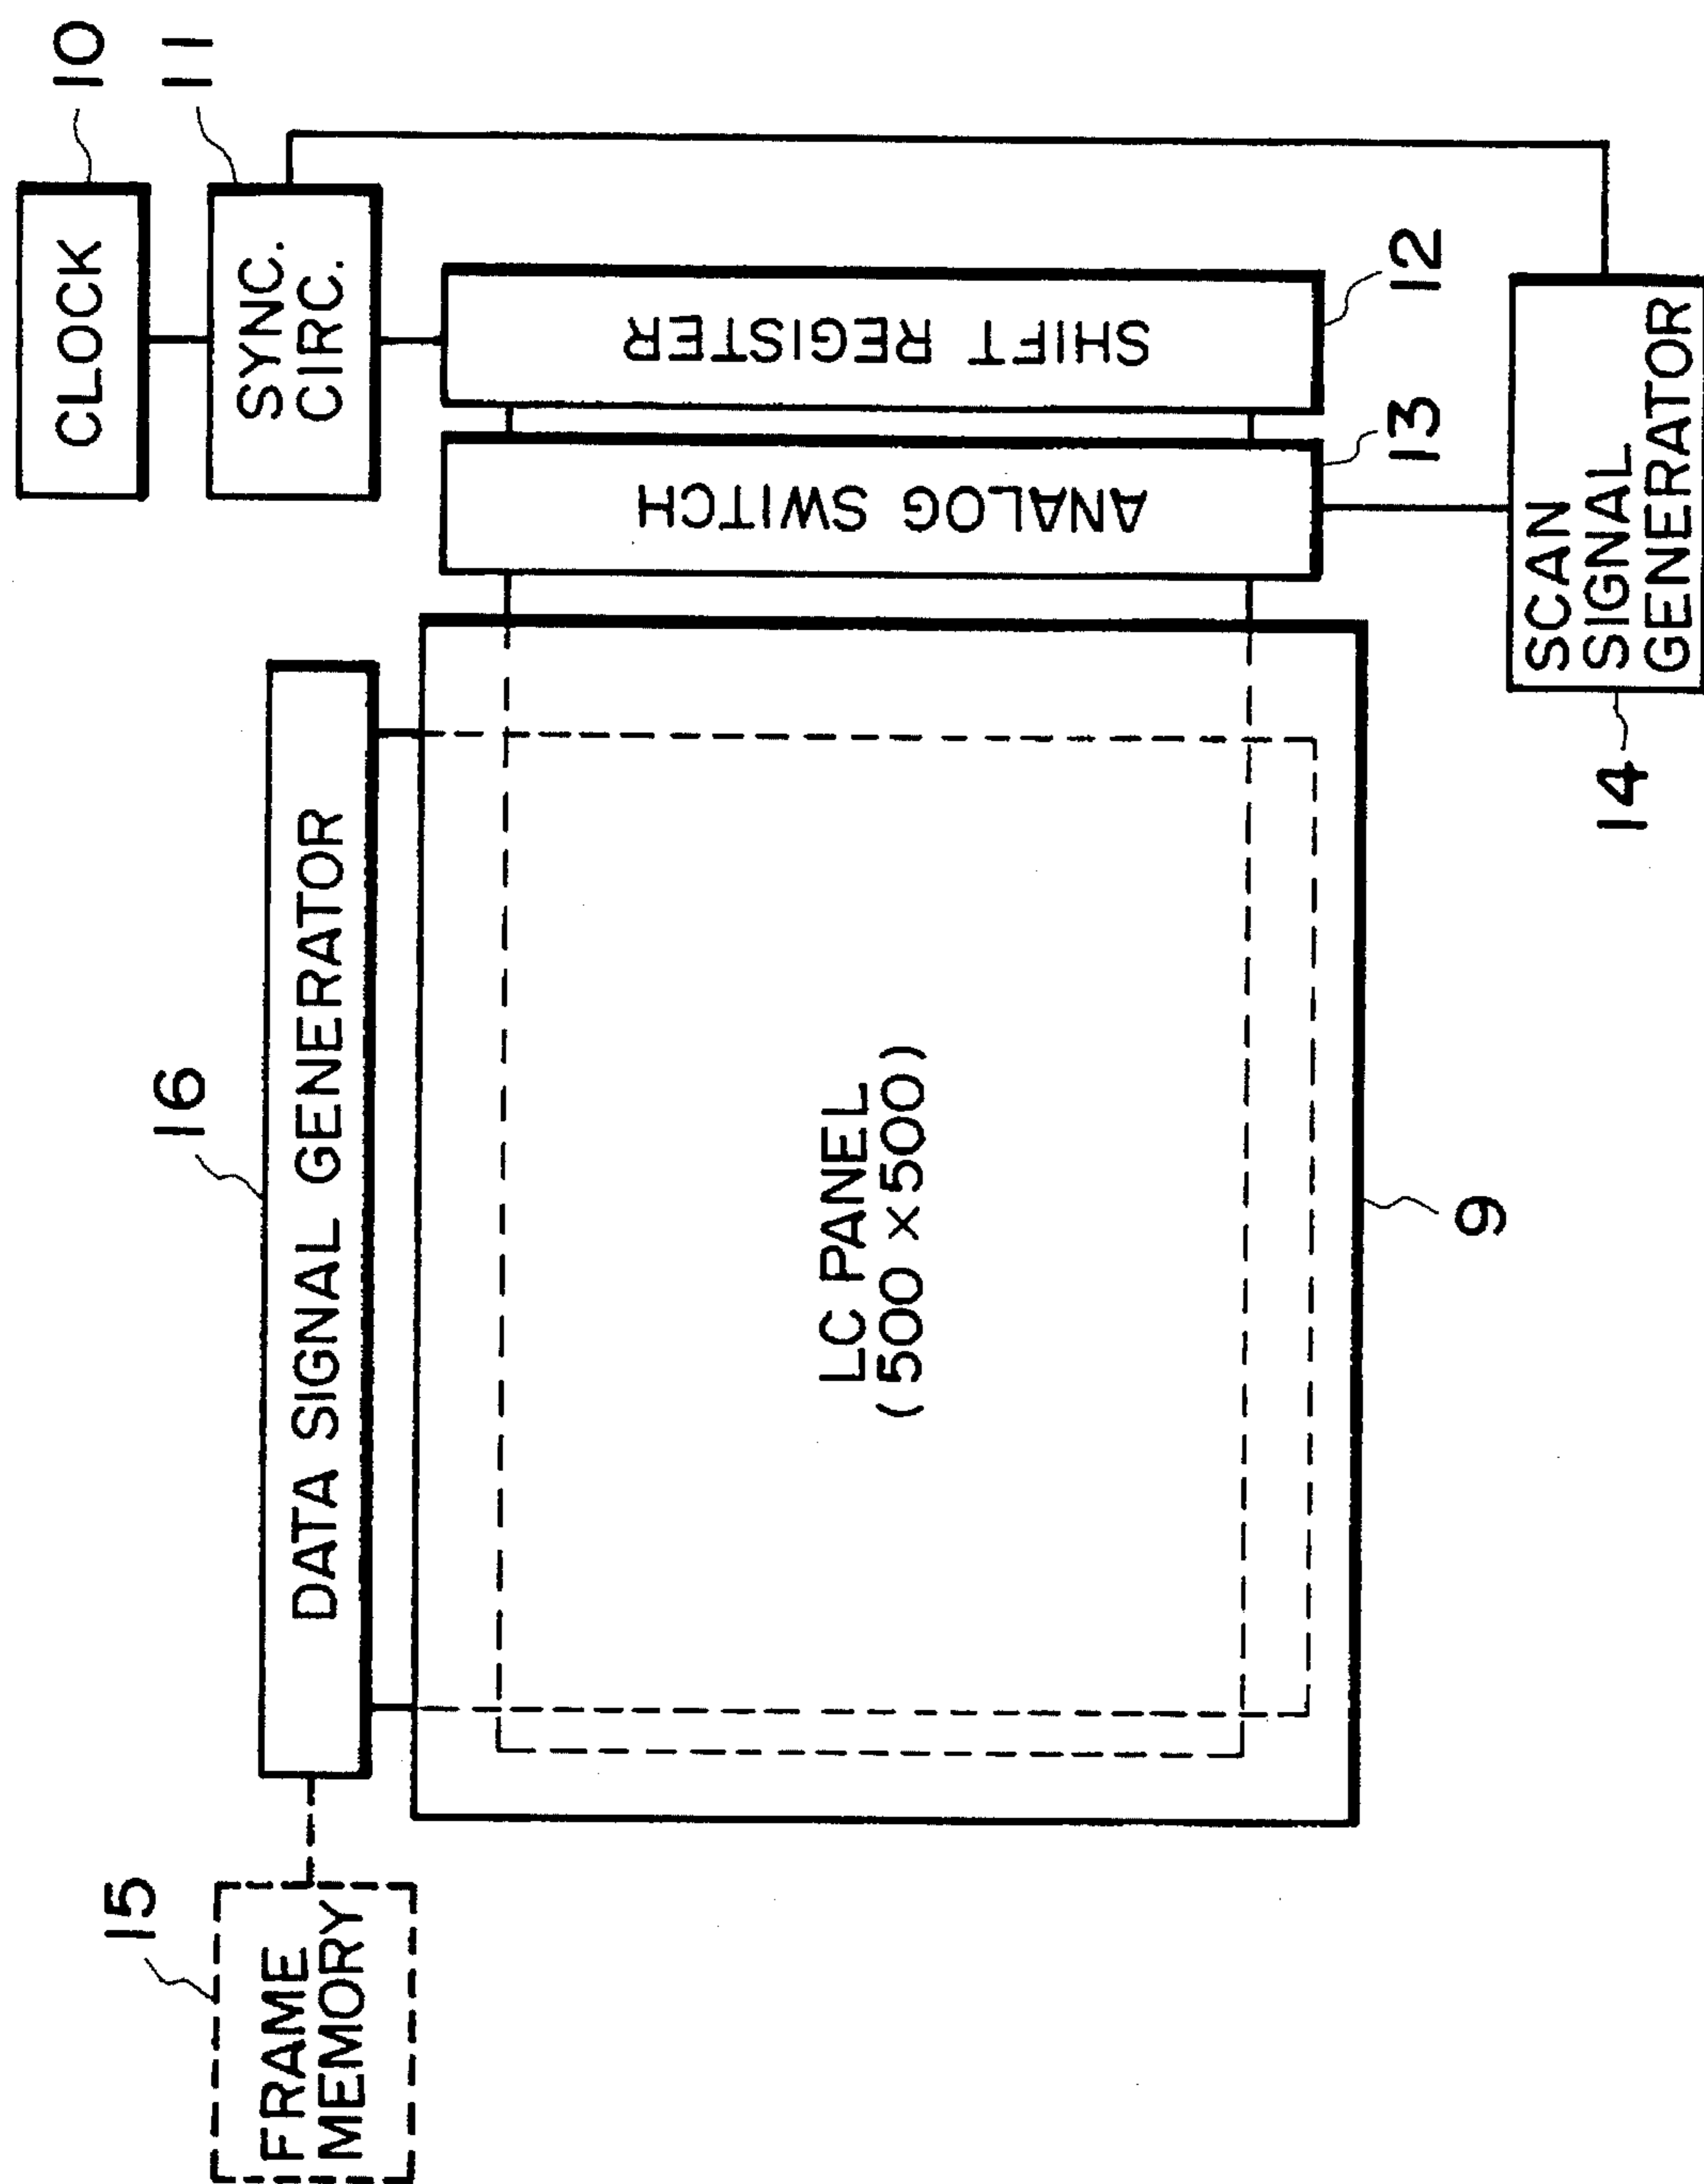 10
CLOCK
11
SYNC.
CIRC.
12
SHIFT REGISTER
13
ANALOG SWITCH
SCAN
SIGNAL
GENERATOR
14
16
DATA SIGNAL GENERATOR
LC PANEL
(500 × 500)
9
15
FRAME
MEMORY